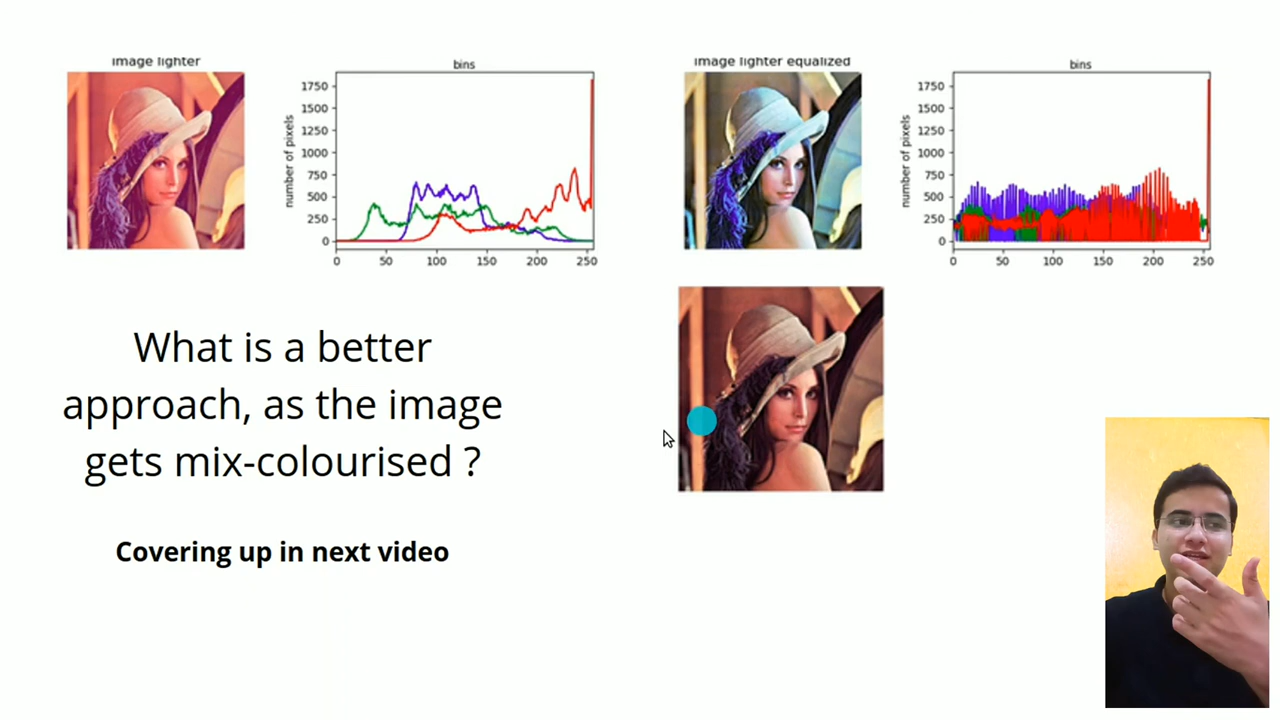 image lighter
bins
number of pixels
1750
1500
1250
1000
750
500
250
0
0 50 100 150 200 250
image lighter equalized
bins
number of pixels
1750
1500
1250
1000
750
500
250
0
0 50 100 150 200 250
What is a better
approach, as the image
gets mix-colourised ?
Covering up in next video